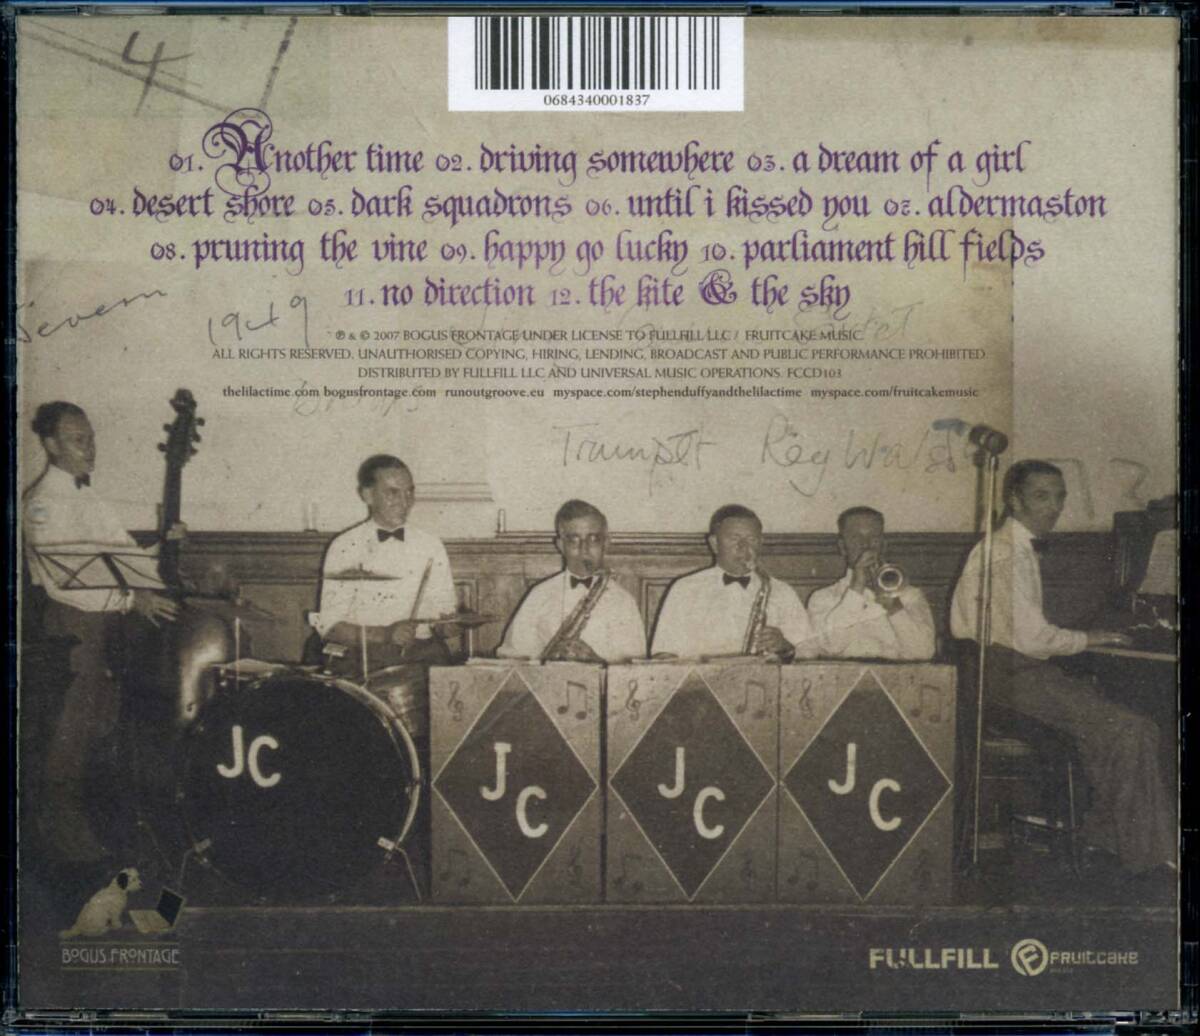 4
0684340001837
01. Another time 02. driving somewhere 03. a dream of a girl
04. desert shore 05. dark squadrons 06. until i kissed you 07. aldermaston
08. pruning the vine 09. happy go lucky 10. parliament hill fields
11. no direction 12. the kite & the sky
Severn
1949
℗ & © 2007 BOGUS FRONTAGE UNDER LICENSE TO FULLFILL LLC / FRUITCAKE MUSIC
ALL RIGHTS RESERVED. UNAUTHORISED COPYING, HIRING, LENDING, BROADCAST AND PUBLIC PERFORMANCE PROHIBITED
DISTRIBUTED BY FULLFILL LLC AND UNIVERSAL MUSIC OPERATIONS. FCCD103
thelilactime.com bogusfrontage.com runoutgroove.eu myspace.com/stephenduffyandthelilactime myspace.com/fruitcakemusic
Trumpet Reg
JC
JC
JC
JC
BOGUS FRONTAGE
FULLFILL
FRUITCAKE
MUSIC